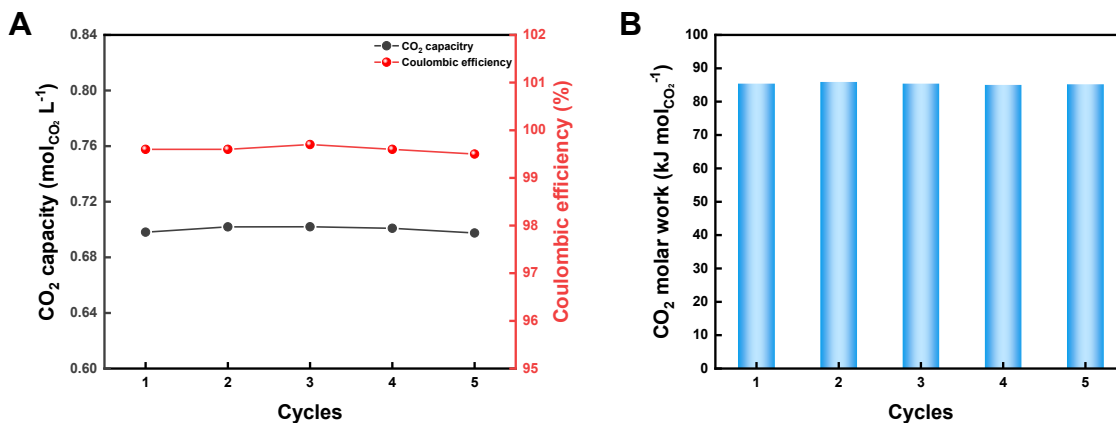 A
CO₂ capacity (mol_CO₂ L⁻¹)
0.84
0.80
0.76
0.72
0.68
0.64
0.60
CO₂ capacitry
Coulombic efficiency
102
101
100
99
98
97
96
95
Coulombic efficiency (%)
1 2 3 4 5
Cycles
B
CO₂ molar work (kJ mol_CO₂⁻¹)
100
90
80
70
60
50
40
30
20
10
0
1 2 3 4 5
Cycles